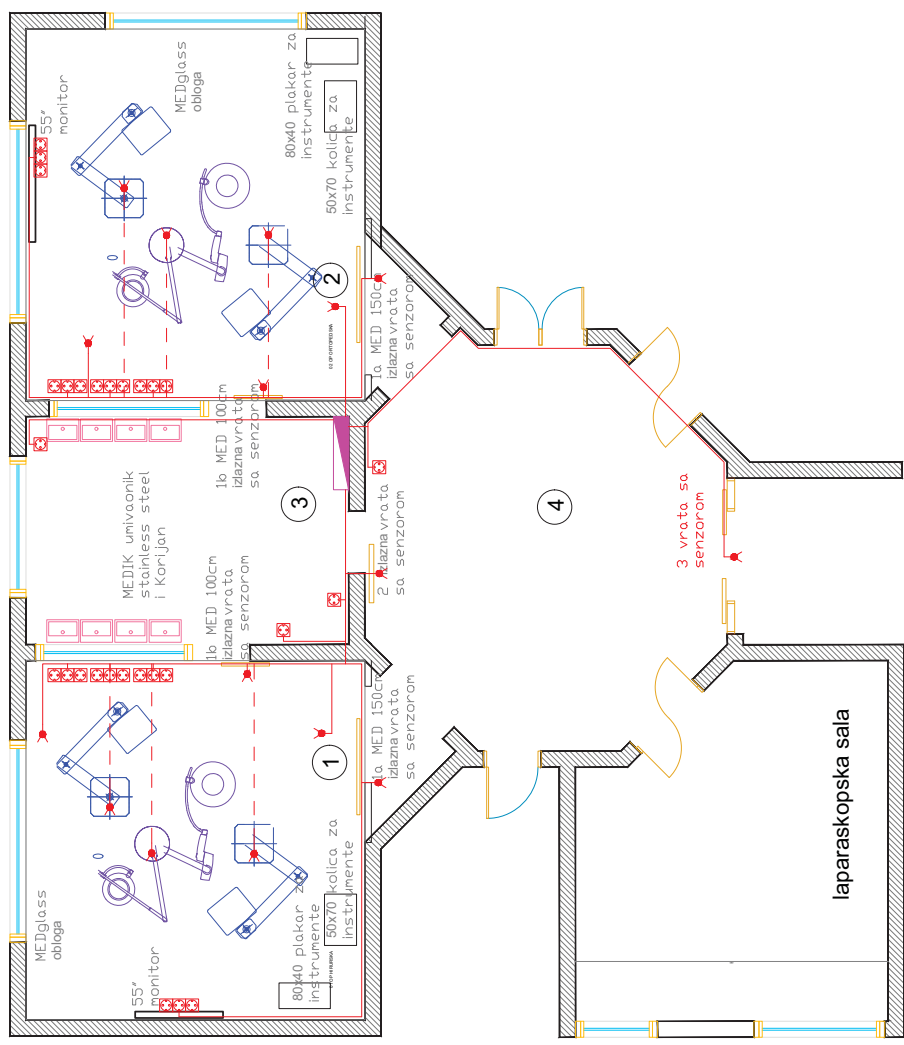 55"
monitor
MEDglass
obloga
80x40 plakar za
instrumente
50x70 kolica za
instrumente
2
1a MED 150cm
izlazna vrata
sa senzorom
1b MED 100cm
izlazna vrata
sa senzorom
MEDIK umivaonik
stainless steel
i Korijan
3
2 izlazna vrata
sa senzorom
1b MED 100cm
izlazna vrata
sa senzorom
4
3 vrata sa
senzorom
1
1a MED 150cm
izlazna vrata
sa senzorom
MEDglass
obloga
55"
monitor
80x40 plakar za
instrumente
50x70 kolica za
instrumente
laparaskopska sala